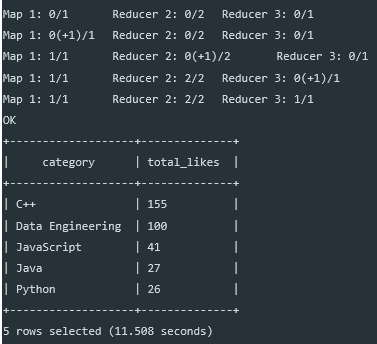 Map 1: 0/1      Reducer 2: 0/2   Reducer 3: 0/1
Map 1: 0(+1)/1  Reducer 2: 0/2   Reducer 3: 0/1
Map 1: 1/1      Reducer 2: 0(+1)/2      Reducer 3: 0/1
Map 1: 1/1      Reducer 2: 2/2   Reducer 3: 0(+1)/1
Map 1: 1/1      Reducer 2: 2/2   Reducer 3: 1/1
OK
+-------------------+--------------+
|     category      | total_likes  |
+-------------------+--------------+
| C++               | 155          |
| Data Engineering  | 100          |
| JavaScript        | 41           |
| Java              | 27           |
| Python            | 26           |
+-------------------+--------------+
5 rows selected (11.508 seconds)